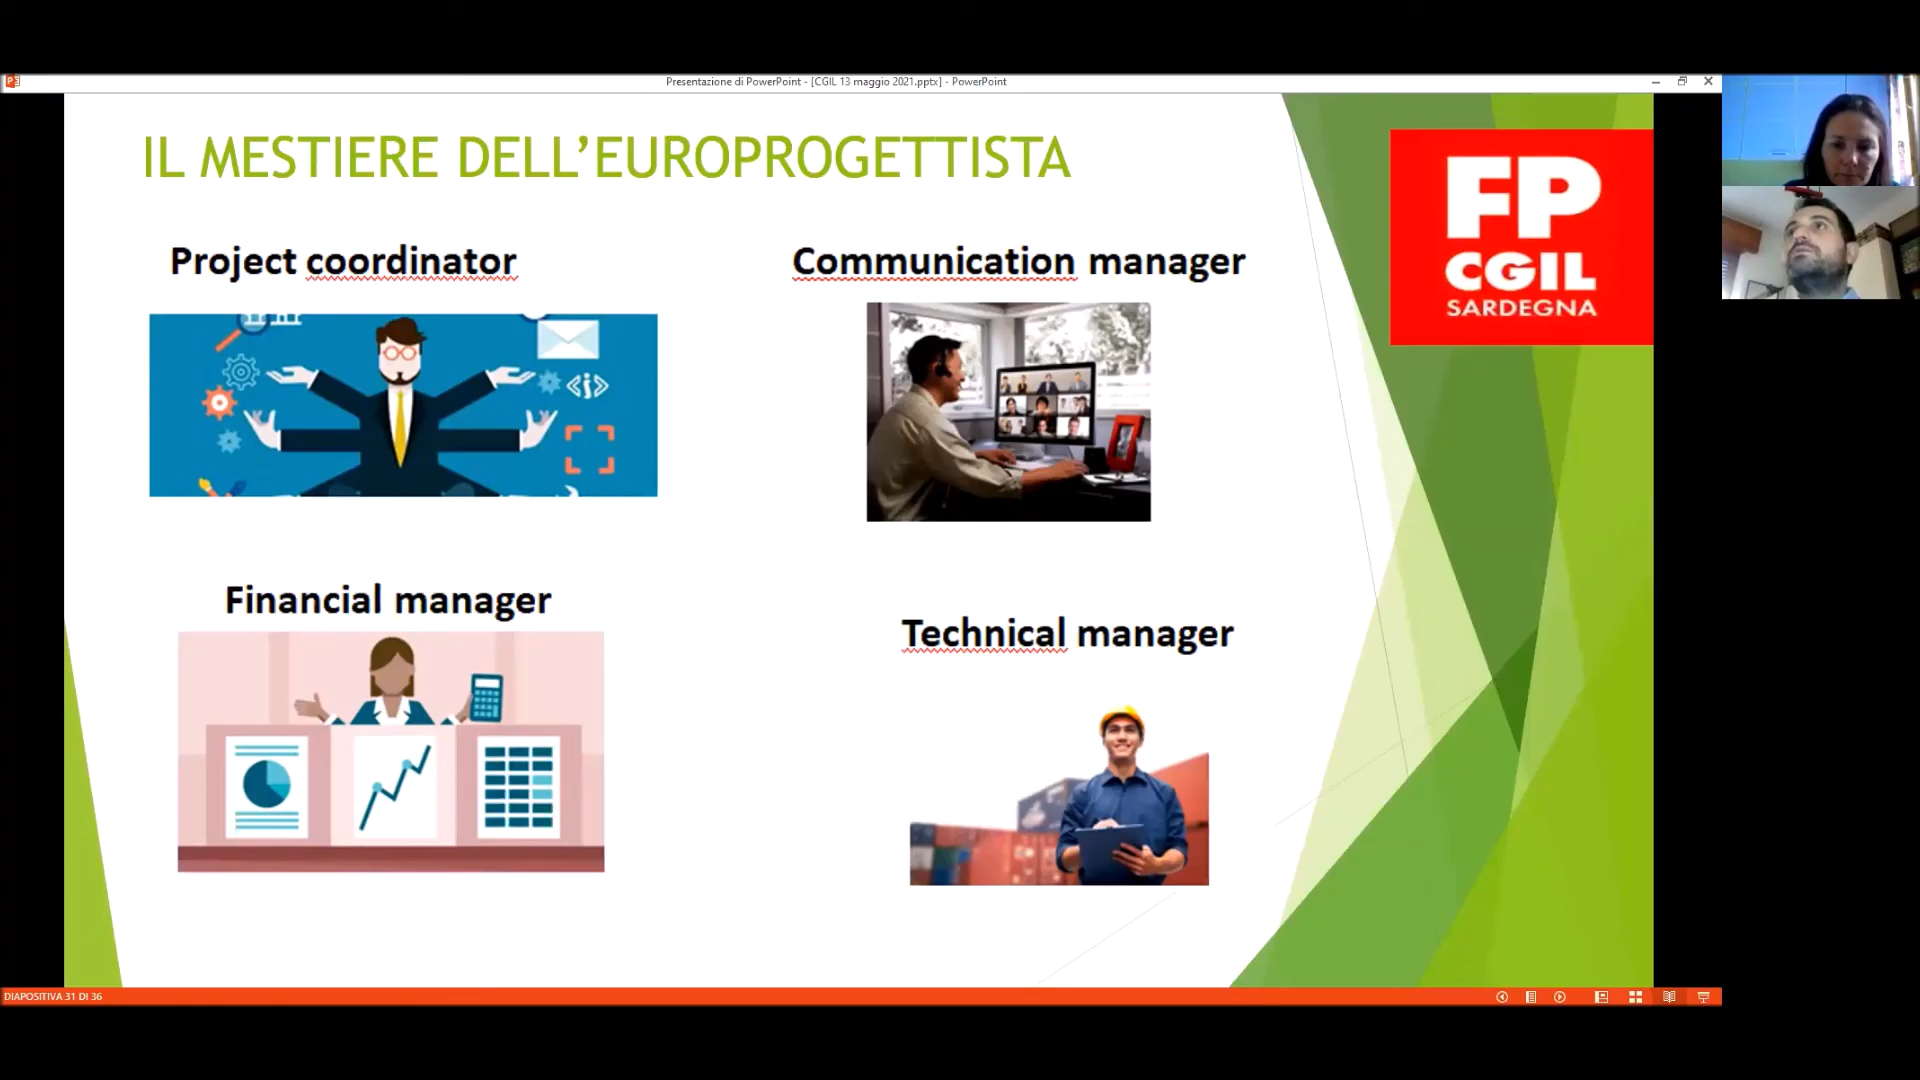 Presentazione di PowerPoint - [CGIL 13 maggio 2021.pptx] - PowerPoint
IL MESTIERE DELL’EUROPROGETTISTA
FP
CGIL
SARDEGNA
Project coordinator
Communication manager
Financial manager
Technical manager
DIAPOSITIVA 31 DI 36